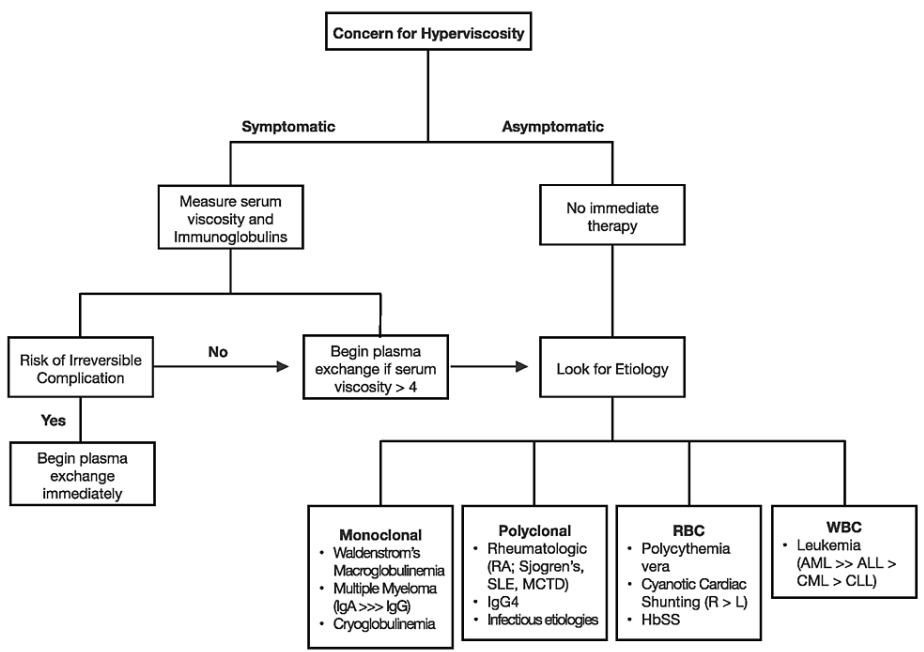 Concern for Hyperviscosity
Symptomatic
Asymptomatic
Measure serum
viscosity and
Immunoglobulins
No immediate
therapy
Risk of Irreversible
Complication
No
Begin plasma
exchange if serum
viscosity > 4
Look for Etiology
Yes
Begin plasma
exchange
immediately
Monoclonal
• Waldenstrom's
Macroglobulinemia
• Multiple Myeloma
(IgA >>> IgG)
• Cryoglobulinemia
Polyclonal
• Rheumatologic
(RA; Sjogren's,
SLE, MCTD)
• IgG4
• Infectious etiologies
RBC
• Polycythemia
vera
• Cyanotic Cardiac
Shunting (R > L)
• HbSS
WBC
• Leukemia
(AML >> ALL >
CML > CLL)